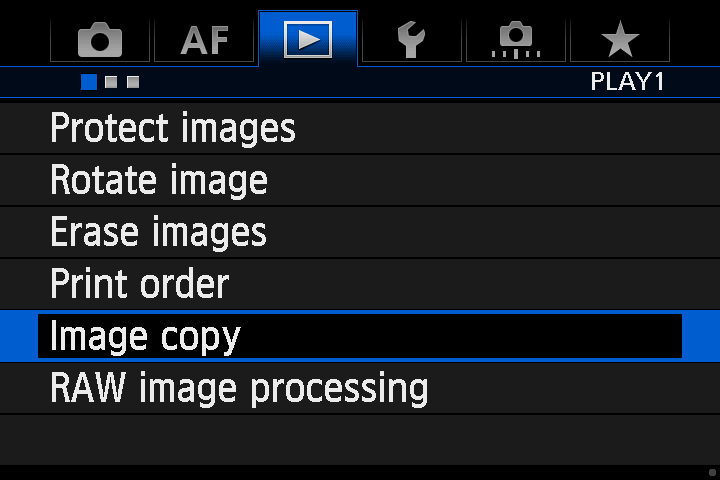 AF
PLAY1
Protect images
Rotate image
Erase images
Print order
Image copy
RAW image processing